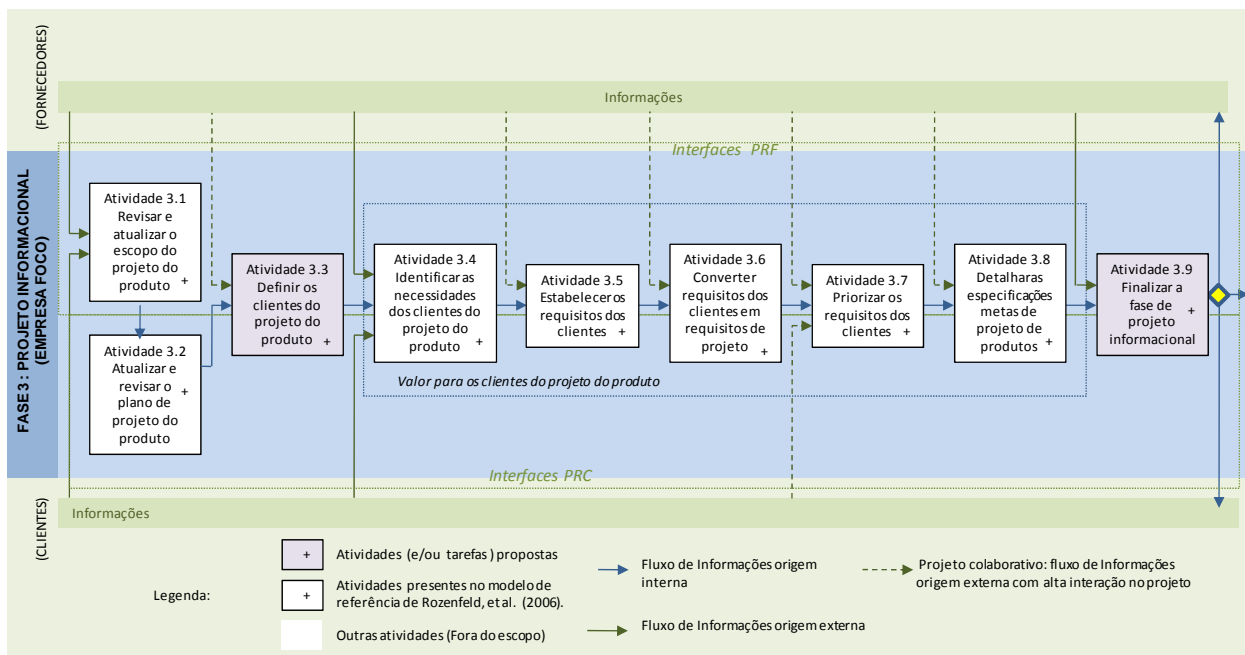 (FORNECEDORES)
Informações
Interfaces PRF
FASE 3 : PROJETO INFORMACIONAL
(EMPRESA FOCO)
Atividade 3.1
Revisar e
atualizar o
escopo do
projeto do
produto +
Atividade 3.2
Atualizar e
revisar o
plano de +
projeto do
produto
Atividade 3.3
Definir os
clientes do
projeto do
produto +
Atividade 3.4
Identificar as
necessidades
dos clientes do
projeto do
produto +
Atividade 3.5
Estabelecer os
requisitos dos
clientes +
Atividade 3.6
Converter
requisitos dos
clientes em
requisitos de
projeto +
Atividade 3.7
Priorizar os
requisitos dos
clientes +
Atividade 3.8
Detalhar as
especificações
metas de
projeto de
produtos +
Atividade 3.9
Finalizar a
fase de
projeto +
informacional
Valor para os clientes do projeto do produto
Interfaces PRC
(CLIENTES)
Informações
Legenda:
+ Atividades (e/ou tarefas) propostas
+ Atividades presentes no modelo de
referência de Rozenfeld, et al. (2006).
Outras atividades (Fora do escopo)
Fluxo de Informações origem
interna
Fluxo de Informações origem externa
Projeto colaborativo: fluxo de Informações
origem externa com alta interação no projeto